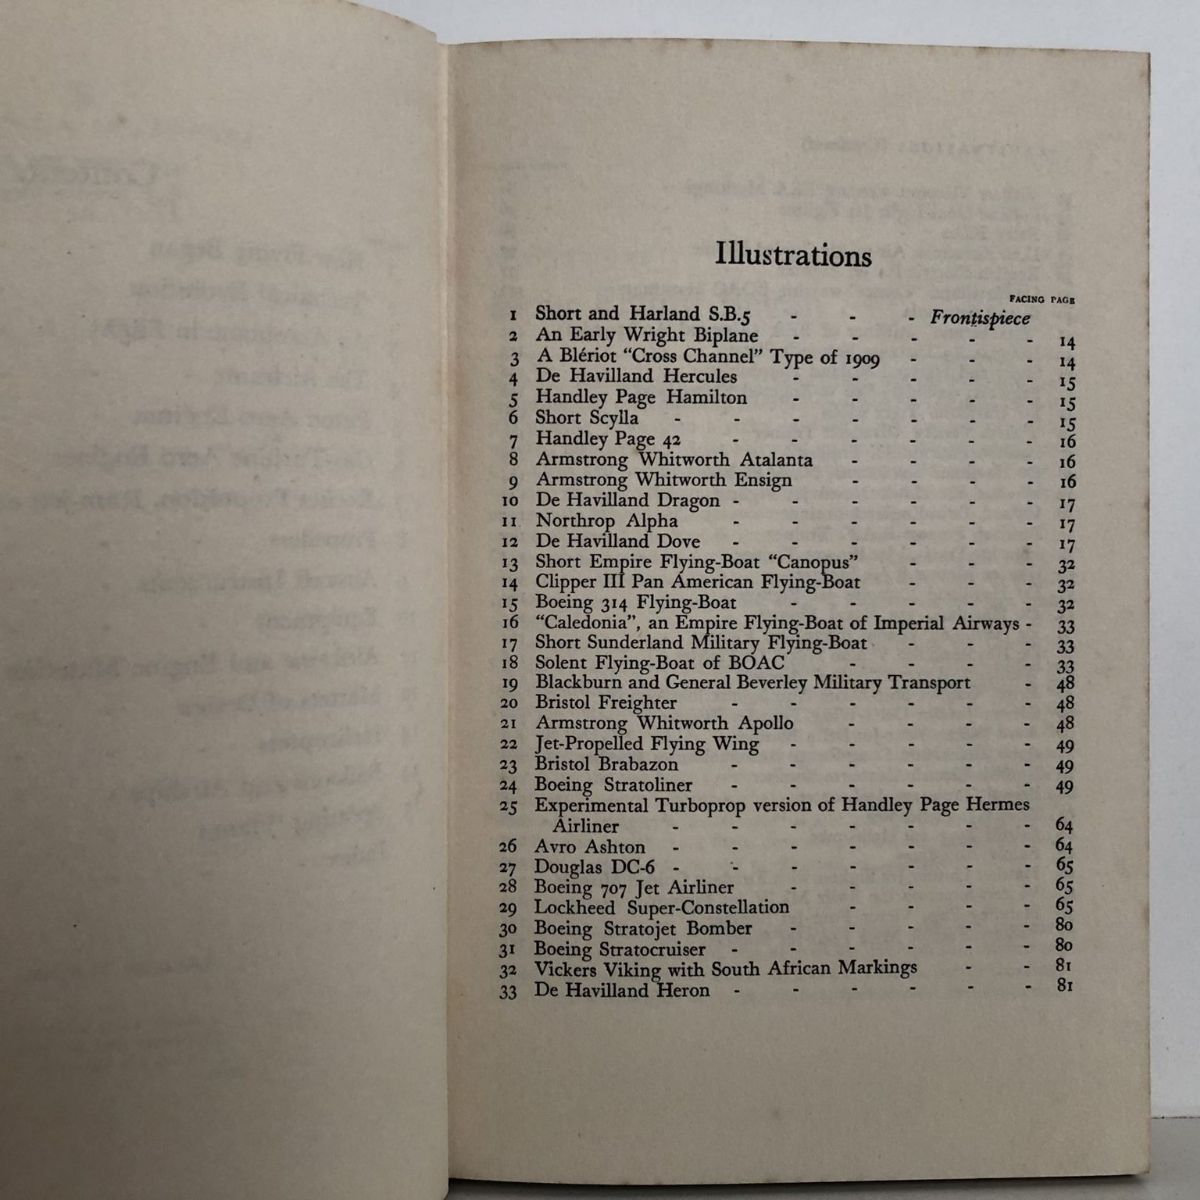 Illustrations
FACING PAGE
1 Short and Harland S.B.5 - - - Frontispiece
2 An Early Wright Biplane - - - - - 14
3 A Blériot "Cross Channel" Type of 1909 - - - 14
4 De Havilland Hercules - - - - - 15
5 Handley Page Hamilton - - - - - 15
6 Short Scylla - - - - - - - 15
7 Handley Page 42 - - - - - - 16
8 Armstrong Whitworth Atalanta - - - - 16
9 Armstrong Whitworth Ensign - - - - 16
10 De Havilland Dragon - - - - - - 17
11 Northrop Alpha - - - - - - 17
12 De Havilland Dove - - - - - - 17
13 Short Empire Flying-Boat "Canopus" - - - 32
14 Clipper III Pan American Flying-Boat - - - 32
15 Boeing 314 Flying-Boat - - - - - 32
16 "Caledonia", an Empire Flying-Boat of Imperial Airways - 33
17 Short Sunderland Military Flying-Boat - - - 33
18 Solent Flying-Boat of BOAC - - - - 33
19 Blackburn and General Beverley Military Transport - 48
20 Bristol Freighter - - - - - - 48
21 Armstrong Whitworth Apollo - - - - 48
22 Jet-Propelled Flying Wing - - - - - 49
23 Bristol Brabazon - - - - - - 49
24 Boeing Stratoliner - - - - - - 49
25 Experimental Turboprop version of Handley Page Hermes
Airliner - - - - - - - 64
26 Avro Ashton - - - - - - - 64
27 Douglas DC-6 - - - - - - - 65
28 Boeing 707 Jet Airliner - - - - - 65
29 Lockheed Super-Constellation - - - - 65
30 Boeing Stratojet Bomber - - - - - 80
31 Boeing Stratocruiser - - - - - - 80
32 Vickers Viking with South African Markings - - 81
33 De Havilland Heron - - - - - - 81